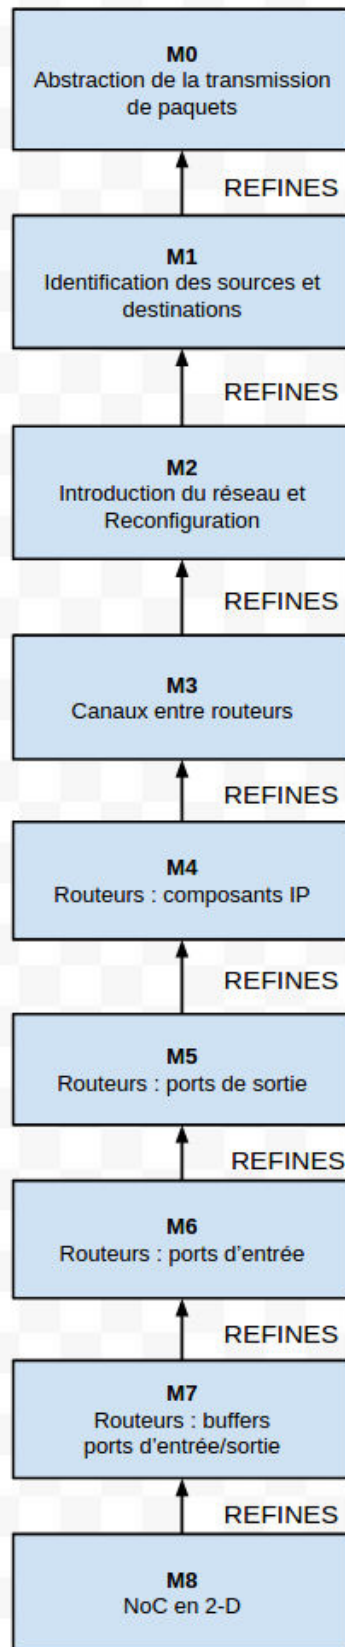 M0
Abstraction de la transmission
de paquets
REFINES
M1
Identification des sources et
destinations
REFINES
M2
Introduction du réseau et
Reconfiguration
REFINES
M3
Canaux entre routeurs
REFINES
M4
Routeurs : composants IP
REFINES
M5
Routeurs : ports de sortie
REFINES
M6
Routeurs : ports d'entrée
REFINES
M7
Routeurs : buffers
ports d'entrée/sortie
REFINES
M8
NoC en 2-D